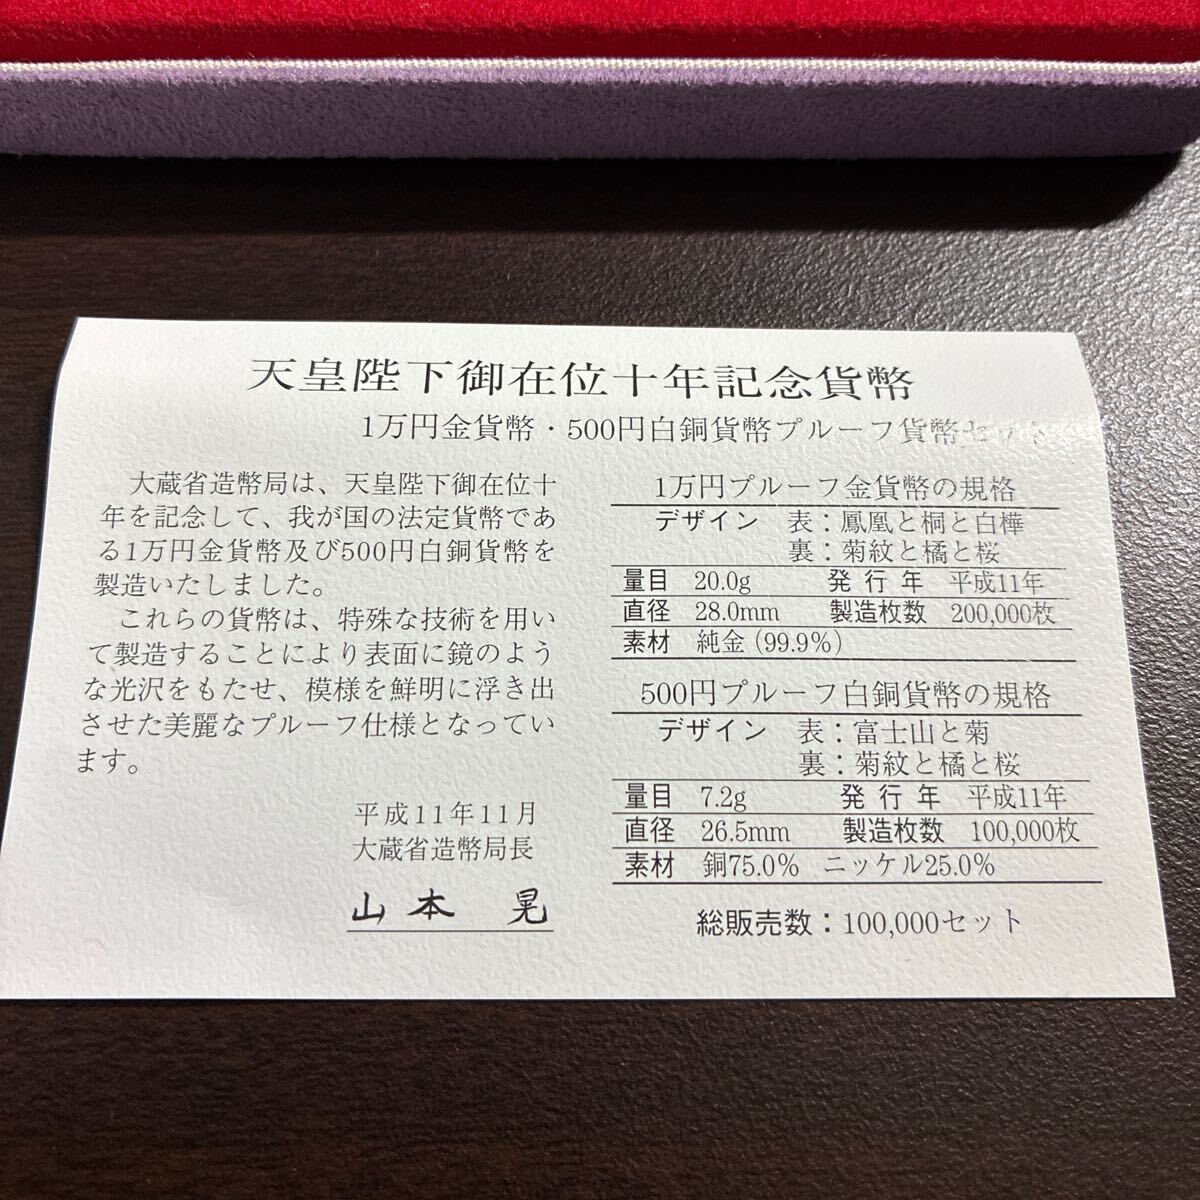 天皇陛下御在位十年記念貨幣
1万円金貨幣・500円白銅貨幣プルーフ貨幣セット
大蔵省造幣局は、天皇陛下御在位十
年を記念して、我が国の法定貨幣であ
る1万円金貨幣及び500円白銅貨幣を
製造いたしました。
これらの貨幣は、特殊な技術を用い
て製造することにより表面に鏡のよう
な光沢をもたせ、模様を鮮明に浮き出
させた美麗なプルーフ仕様となってい
ます。
平成11年11月
大蔵省造幣局長
山本 晃
1万円プルーフ金貨幣の規格
デザイン 表：鳳凰と桐と白樺
裏：菊紋と橘と桜
量目 20.0g 発行年 平成11年
直径 28.0mm 製造枚数 200,000枚
素材 純金(99.9%)
500円プルーフ白銅貨幣の規格
デザイン 表：富士山と菊
裏：菊紋と橘と桜
量目 7.2g 発行年 平成11年
直径 26.5mm 製造枚数 100,000枚
素材 銅75.0% ニッケル25.0%
総販売数：100,000セット